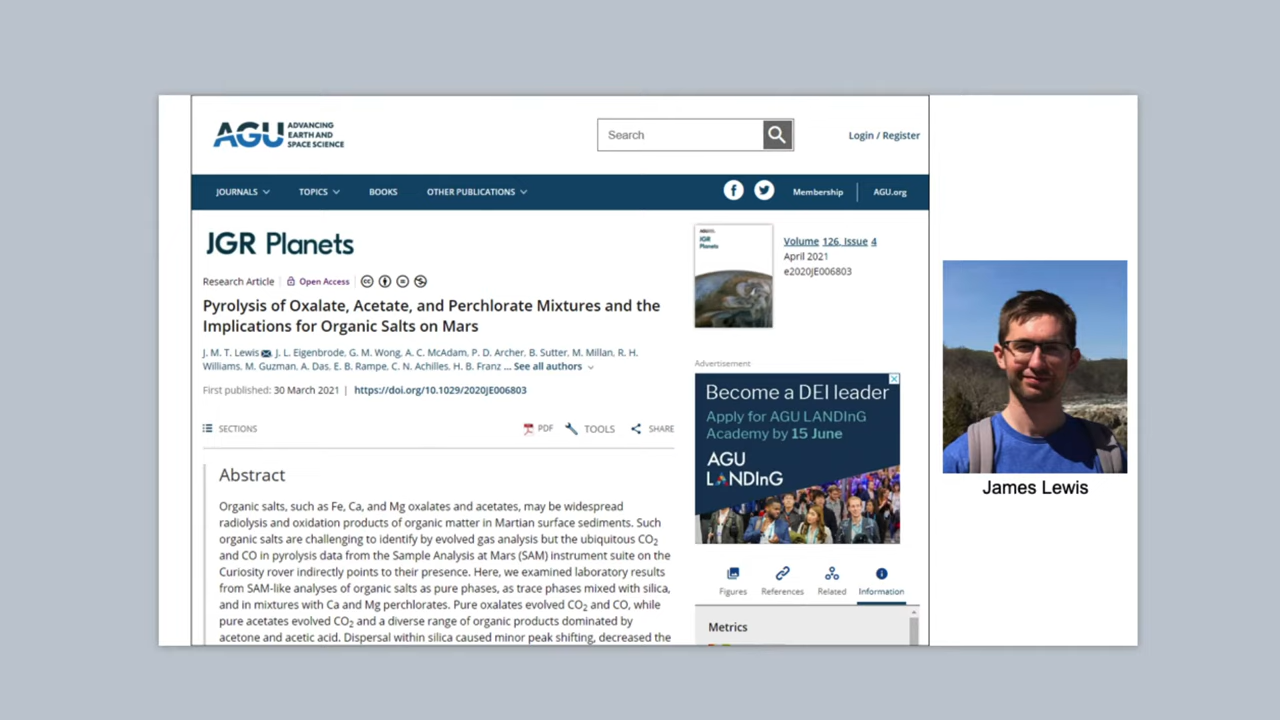 AGU ADVANCING
EARTH AND
SPACE SCIENCE
Search
Login / Register
JOURNALS
TOPICS
BOOKS
OTHER PUBLICATIONS
Membership
AGU.org
JGR Planets
Research Article
Open Access
Pyrolysis of Oxalate, Acetate, and Perchlorate Mixtures and the
Implications for Organic Salts on Mars
J. M. T. Lewis, J. L. Eigenbrode, G. M. Wong, A. C. McAdam, P. D. Archer, B. Sutter, M. Millan, R. H.
Williams, M. Guzman, A. Das, E. B. Rampe, C. N. Achilles, H. B. Franz ... See all authors
First published: 30 March 2021 | https://doi.org/10.1029/2020JE006803
SECTIONS
PDF
TOOLS
SHARE
Abstract
Organic salts, such as Fe, Ca, and Mg oxalates and acetates, may be widespread
radiolysis and oxidation products of organic matter in Martian surface sediments. Such
organic salts are challenging to identify by evolved gas analysis but the ubiquitous CO2
and CO in pyrolysis data from the Sample Analysis at Mars (SAM) instrument suite on the
Curiosity rover indirectly points to their presence. Here, we examined laboratory results
from SAM-like analyses of organic salts as pure phases, as trace phases mixed with silica,
and in mixtures with Ca and Mg perchlorates. Pure oxalates evolved CO2 and CO, while
pure acetates evolved CO2 and a diverse range of organic products dominated by
acetone and acetic acid. Dispersal within silica caused minor peak shifting, decreased the
JGR
Planets
Volume 126, Issue 4
April 2021
e2020JE006803
Advertisement
Become a DEI leader
Apply for AGU LANDInG
Academy by 15 June
AGU
LANDInG
Figures
References
Related
Information
Metrics
James Lewis